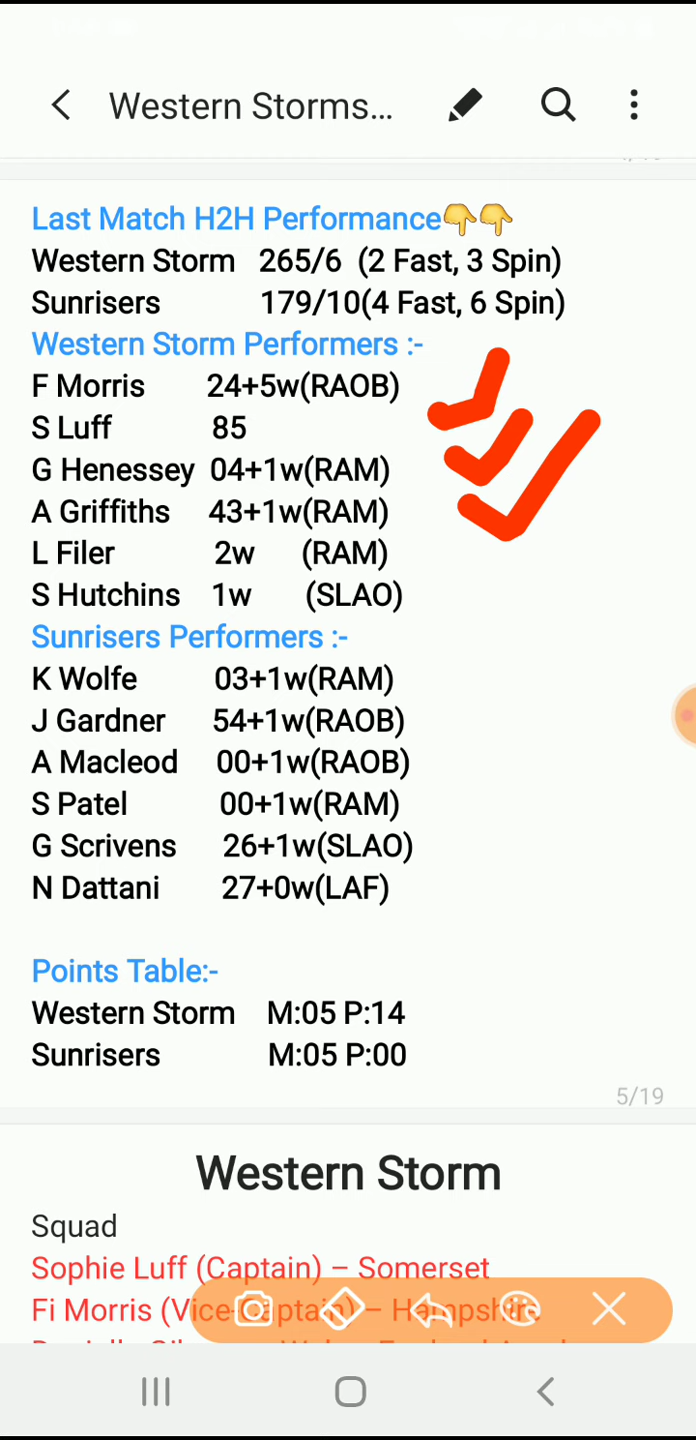 Western Storms...
Last Match H2H Performance👇👇
Western Storm 265/6 (2 Fast, 3 Spin)
Sunrisers 179/10(4 Fast, 6 Spin)
Western Storm Performers :-
F Morris 24+5w(RAOB)
S Luff 85
G Henessey 04+1w(RAM)
A Griffiths 43+1w(RAM)
L Filer 2w (RAM)
S Hutchins 1w (SLAO)
Sunrisers Performers :-
K Wolfe 03+1w(RAM)
J Gardner 54+1w(RAOB)
A Macleod 00+1w(RAOB)
S Patel 00+1w(RAM)
G Scrivens 26+1w(SLAO)
N Dattani 27+0w(LAF)
Points Table:-
Western Storm M:05 P:14
Sunrisers M:05 P:00
5/19
Western Storm
Squad
Sophie Luff (Captain) – Somerset
Fi Morris (Vice-Captain) – Hampshire